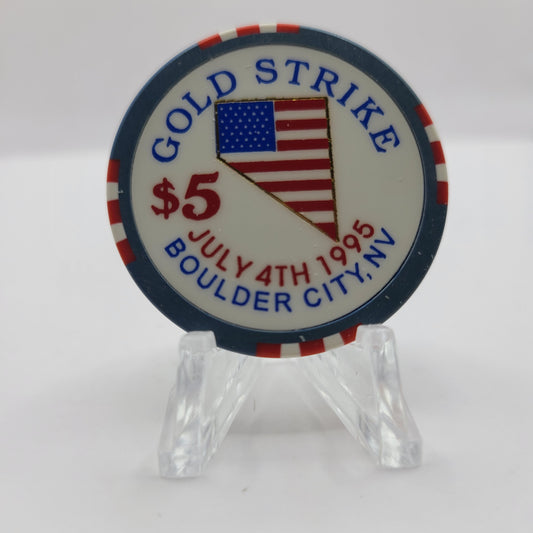 GOLD STRIKE
$5
JULY 4TH 1995
BOULDER CITY, NV